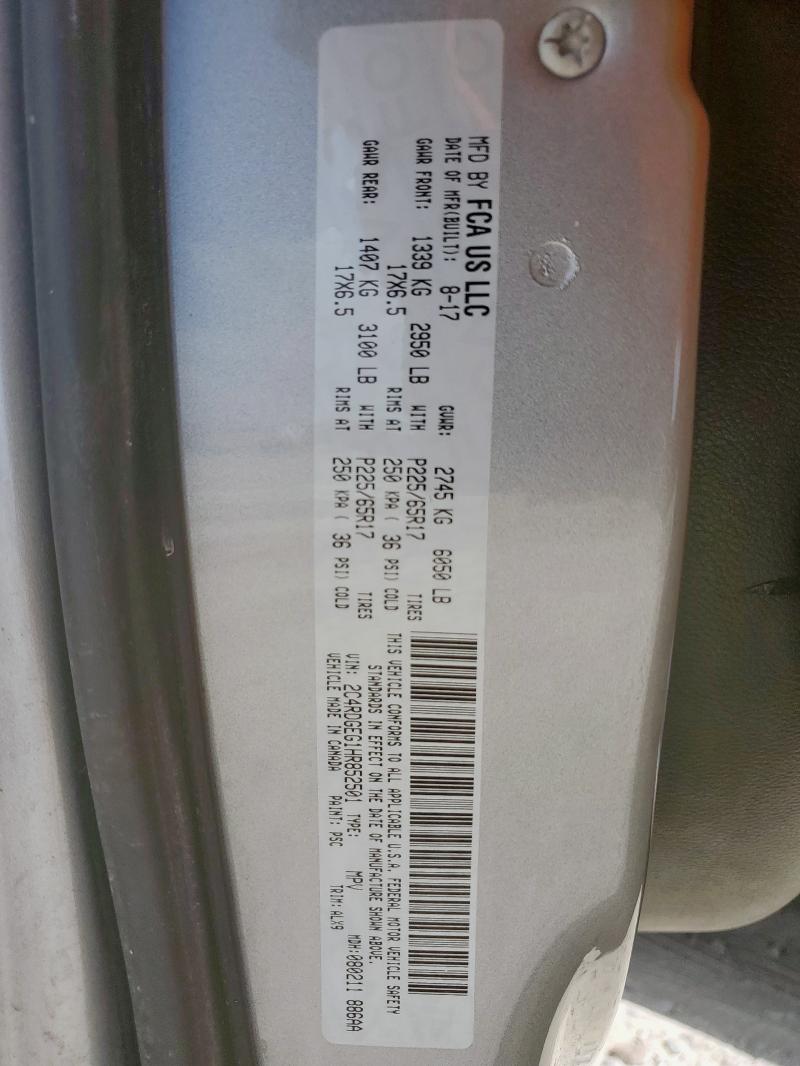 MFD BY FCA US LLC
DATE OF MFR(BUILT): 8-17 GVWR: 2745 KG 6050 LB
GAWR FRONT: 1339 KG 2950 LB WITH P225/65R17 TIRES
17X6.5 RIMS AT 250 KPA ( 36 PSI) COLD
GAWR REAR: 1407 KG 3100 LB WITH P225/65R17 TIRES
17X6.5 RIMS AT 250 KPA ( 36 PSI) COLD
THIS VEHICLE CONFORMS TO ALL APPLICABLE U.S.A. FEDERAL MOTOR VEHICLE SAFETY
STANDARDS IN EFFECT ON THE DATE OF MANUFACTURE SHOWN ABOVE.
VIN: 2C4RDGEG1HR852501 TYPE: MPV MDH:080211 886AA
VEHICLE MADE IN CANADA PAINT: PSC TRIM: ALX9